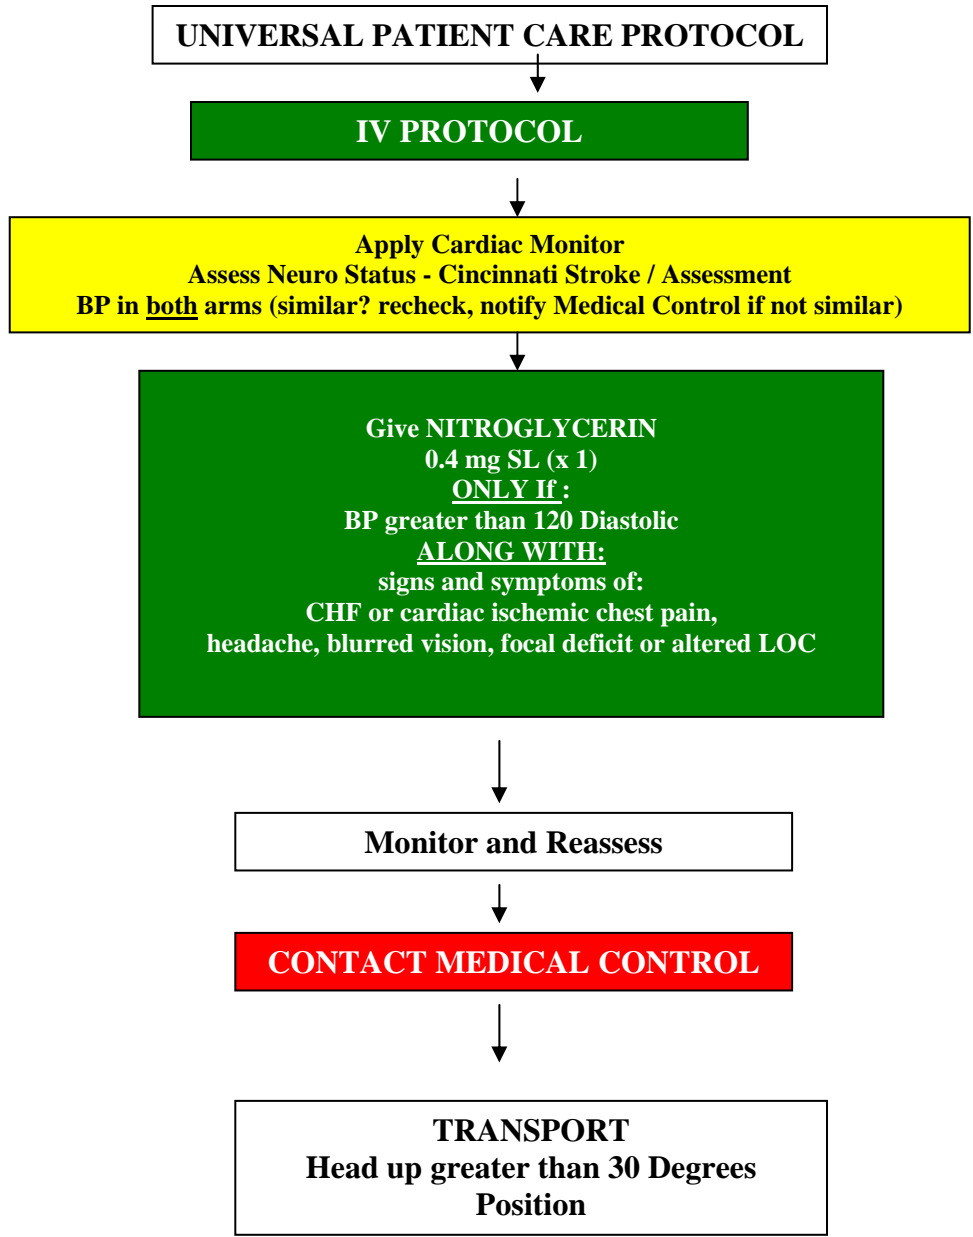 UNIVERSAL PATIENT CARE PROTOCOL
IV PROTOCOL
Apply Cardiac Monitor
Assess Neuro Status - Cincinnati Stroke / Assessment
BP in both arms (similar? recheck, notify Medical Control if not similar)
Give NITROGLYCERIN
0.4 mg SL (x 1)
ONLY If :
BP greater than 120 Diastolic
ALONG WITH:
signs and symptoms of:
CHF or cardiac ischemic chest pain,
headache, blurred vision, focal deficit or altered LOC
Monitor and Reassess
CONTACT MEDICAL CONTROL
TRANSPORT
Head up greater than 30 Degrees
Position